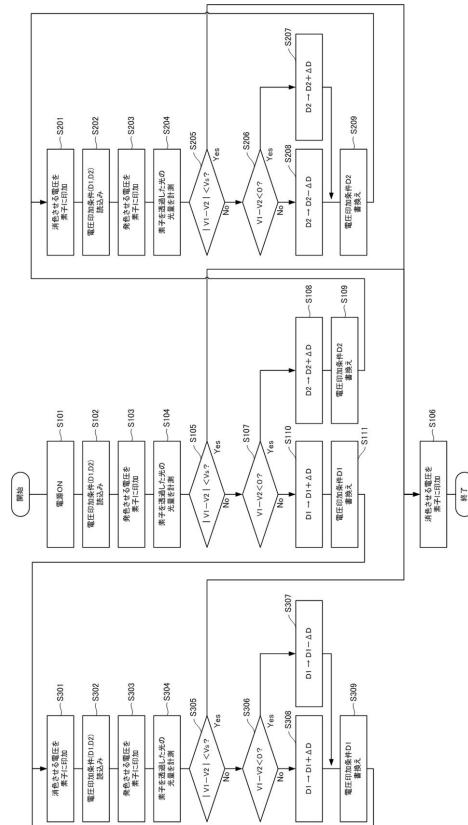 開始
電源ON
S101
電圧印加条件(D1,D2)
読込み
S102
発色させる電圧を
素子に印加
S103
素子を透過した光の
光量を計測
S104
|V1－V2|＜Vs?
S105
Yes
No
V1－V2＜0?
S107
Yes
No
D1→D1＋ΔD
S110
D2→D2＋ΔD
S108
電圧印加条件D1
書換え
S111
電圧印加条件D2
書換え
S109
消色させる電圧を
素子に印加
S106
終了
消色させる電圧を
素子に印加
S201
電圧印加条件(D1,D2)
読込み
S202
発色させる電圧を
素子に印加
S203
素子を透過した光の
光量を計測
S204
|V1－V2|＜Vs?
S205
Yes
No
V1－V2＜0?
S206
Yes
No
D2→D2－ΔD
S208
D2→D2＋ΔD
S207
電圧印加条件D2
書換え
S209
消色させる電圧を
素子に印加
S301
電圧印加条件(D1,D2)
読込み
S302
発色させる電圧を
素子に印加
S303
素子を透過した光の
光量を計測
S304
|V1－V2|＜Vs?
S305
Yes
No
V1－V2＜0?
S306
Yes
No
D1→D1＋ΔD
S308
D1→D1－ΔD
S307
電圧印加条件D1
書換え
S309